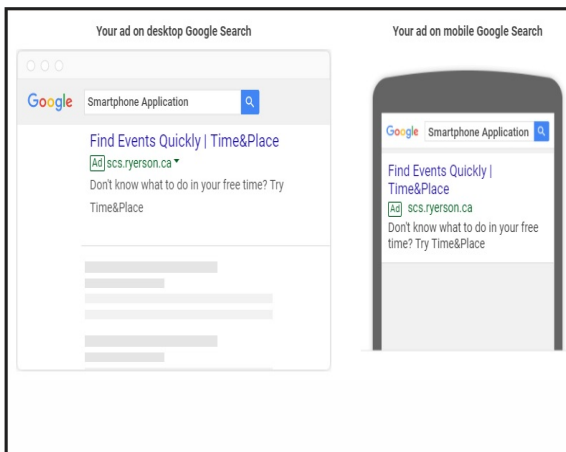 Your ad on desktop Google Search
Google
Smartphone Application
Find Events Quickly | Time&Place
Ad scs.ryerson.ca
Don't know what to do in your free time? Try
Time&Place
Your ad on mobile Google Search
Google
Smartphone Application
Find Events Quickly |
Time&Place
Ad scs.ryerson.ca
Don't know what to do in your free
time? Try Time&Place